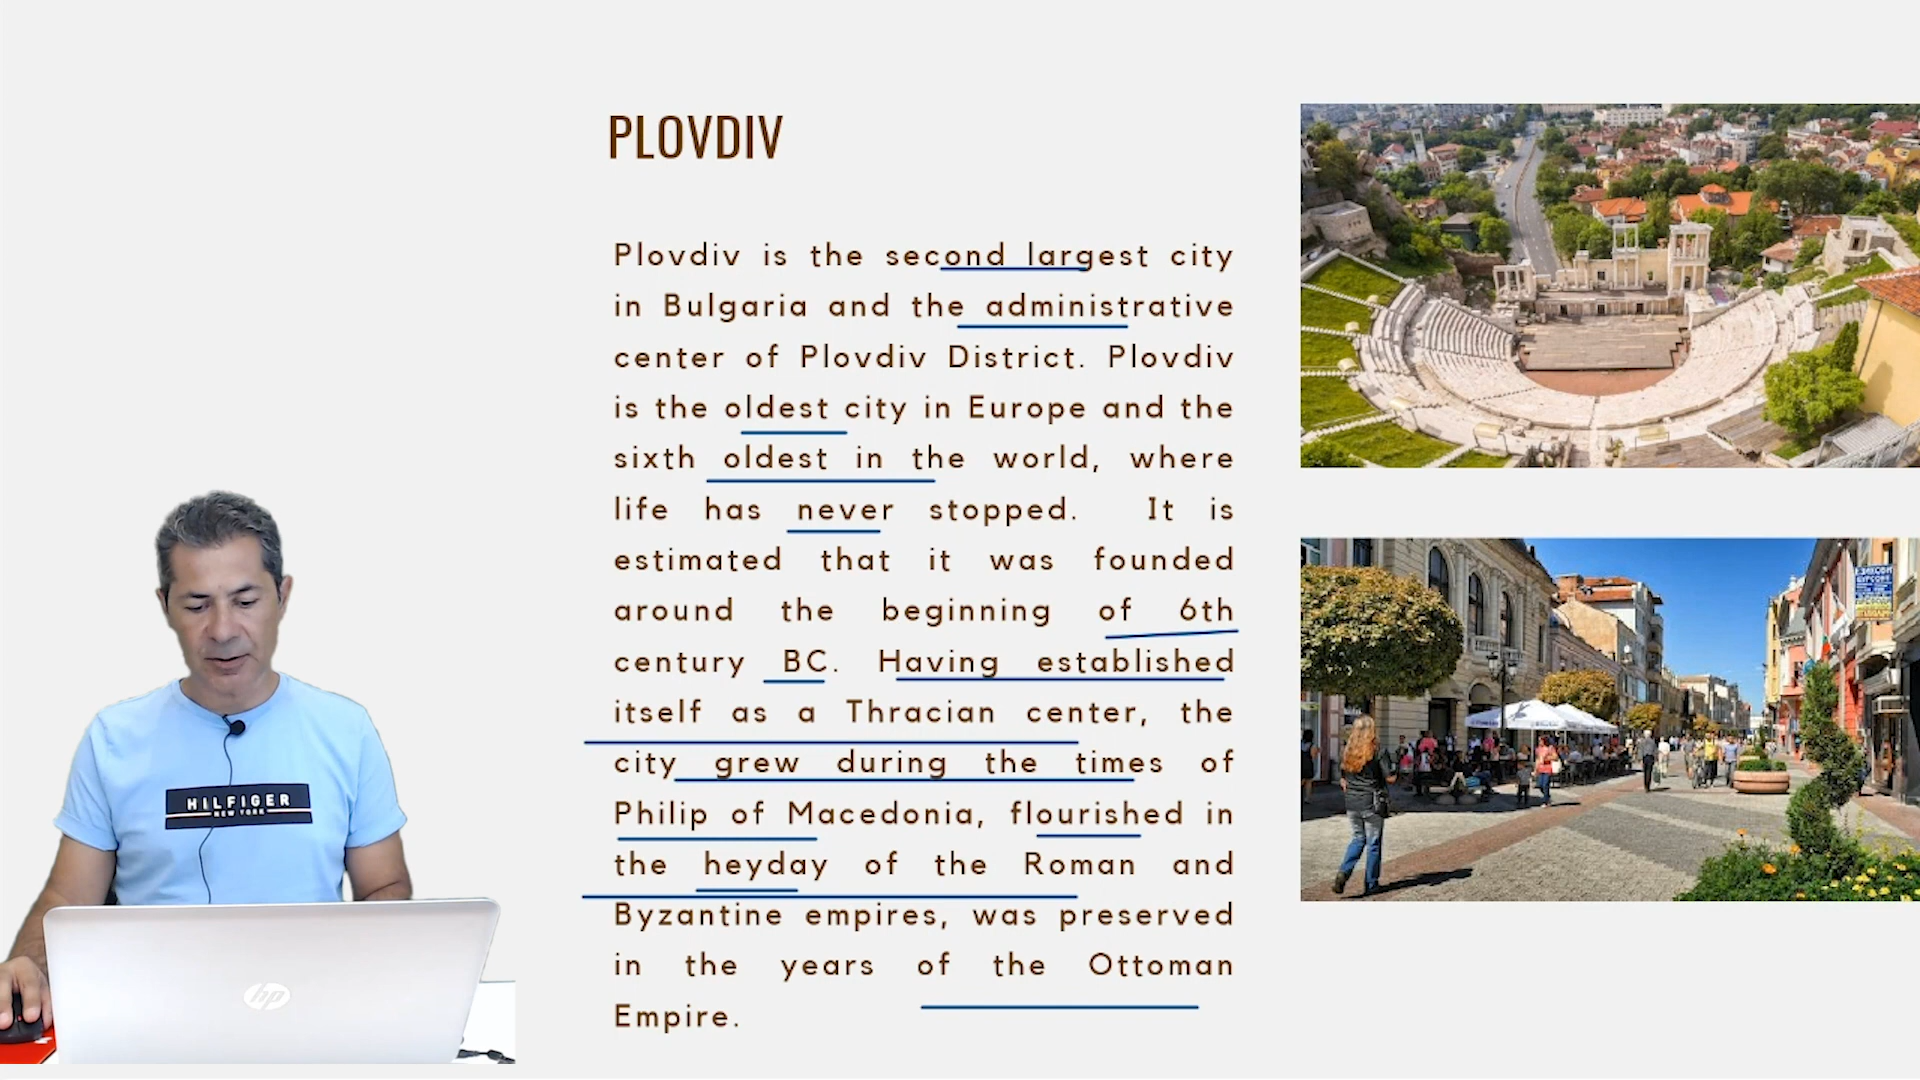 PLOVDIV
Plovdiv is the second largest city
in Bulgaria and the administrative
center of Plovdiv District. Plovdiv
is the oldest city in Europe and the
sixth oldest in the world, where
life has never stopped. It is
estimated that it was founded
around the beginning of 6th
century BC. Having established
itself as a Thracian center, the
city grew during the times of
Philip of Macedonia, flourished in
the heyday of the Roman and
Byzantine empires, was preserved
in the years of the Ottoman
Empire.
HILFIGER
NEW YORK
hp